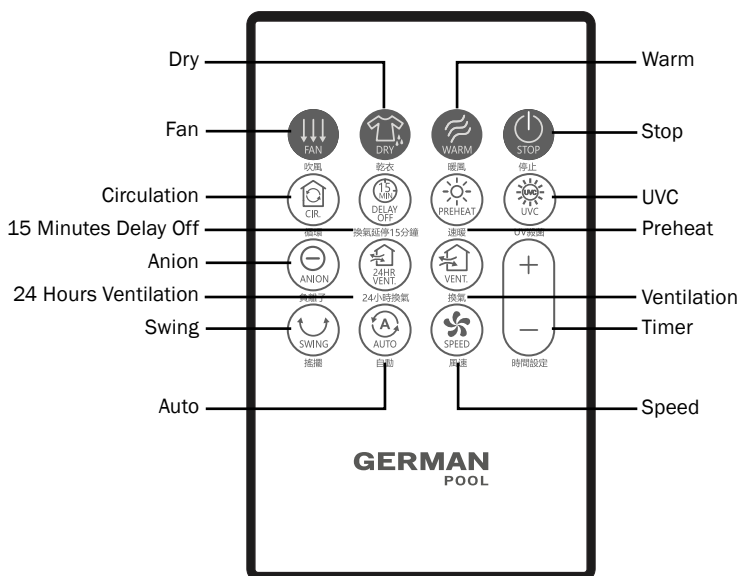 Dry
Warm
Fan
Stop
FAN
DRY
WARM
STOP
吹風
乾衣
暖風
停止
Circulation
UVC
CIR.
15 MIN
DELAY OFF
PREHEAT
UVC
UVC
循環
換氣延停15分鐘
速暖
UV殺菌
15 Minutes Delay Off
Preheat
Anion
ANION
24HR
VENT.
VENT.
+
負離子
24小時換氣
換氣
24 Hours Ventilation
Ventilation
Swing
Timer
SWING
A
AUTO
SPEED
−
搖擺
自動
風速
時間設定
Auto
Speed
GERMAN
POOL